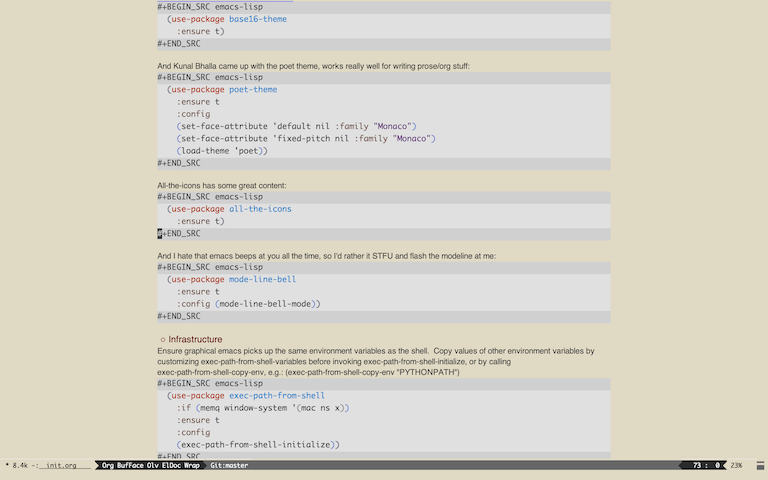 #+BEGIN_SRC emacs-lisp
(use-package base16-theme
:ensure t)
#+END_SRC
And Kunal Bhalla came up with the poet theme, works really well for writing prose/org stuff:
#+BEGIN_SRC emacs-lisp
(use-package poet-theme
:ensure t
:config
(set-face-attribute 'default nil :family "Monaco")
(set-face-attribute 'fixed-pitch nil :family "Monaco")
(load-theme 'poet))
#+END_SRC
All-the-icons has some great content:
#+BEGIN_SRC emacs-lisp
(use-package all-the-icons
:ensure t)
#+END_SRC
And I hate that emacs beeps at you all the time, so I'd rather it STFU and flash the modeline at me:
#+BEGIN_SRC emacs-lisp
(use-package mode-line-bell
:ensure t
:config (mode-line-bell-mode))
#+END_SRC
○ Infrastructure
Ensure graphical emacs picks up the same environment variables as the shell.  Copy values of other environment variables by
customizing exec-path-from-shell-variables before invoking exec-path-from-shell-initialize, or by calling
exec-path-from-shell-copy-env, e.g.: (exec-path-from-shell-copy-env "PYTHONPATH")
#+BEGIN_SRC emacs-lisp
(use-package exec-path-from-shell
:if (memq window-system '(mac ns x))
:ensure t
:config
(exec-path-from-shell-initialize))
#+END_SRC
* 8.4k -:__init.org____ Org BufFace Olv ElDoc Wrap Git:master 73 : 0 23%